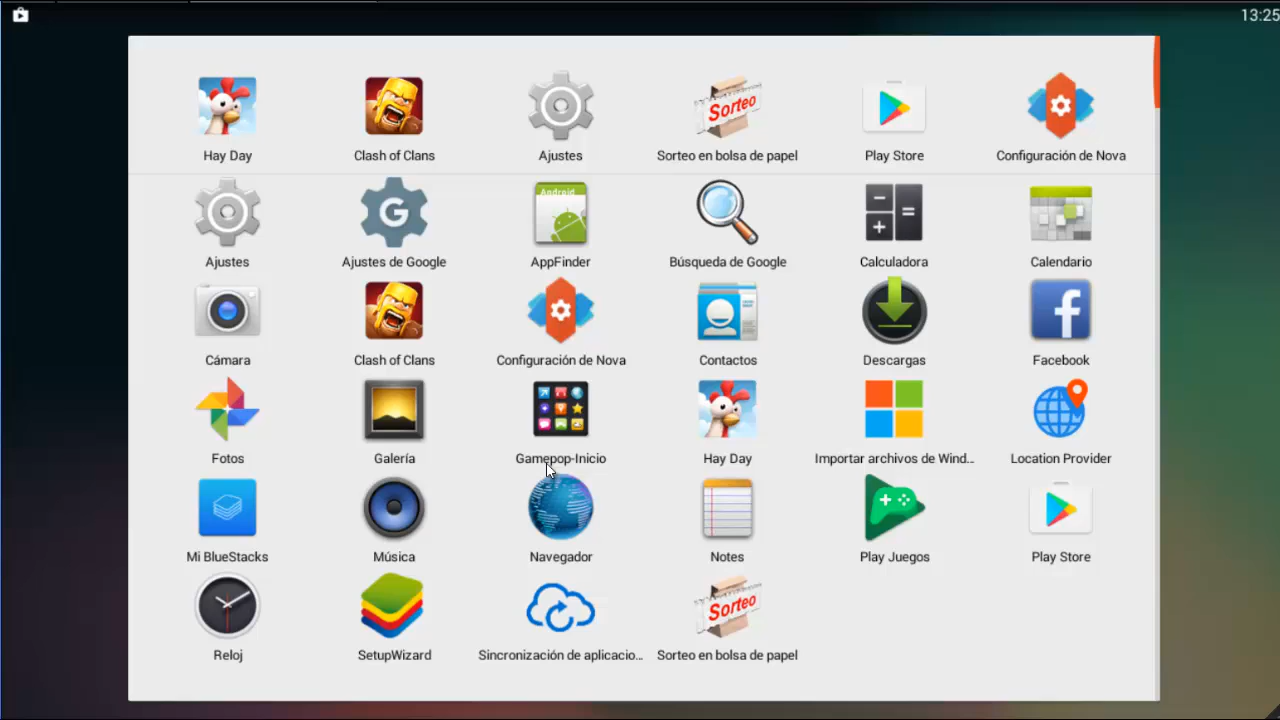 13:25
Hay Day
Clash of Clans
Ajustes
Sorteo
Sorteo en bolsa de papel
Play Store
Configuración de Nova
Ajustes
G
Ajustes de Google
Android
AppFinder
Búsqueda de Google
Calculadora
Calendario
Cámara
Clash of Clans
Configuración de Nova
Contactos
Descargas
f
Facebook
Fotos
Galería
Gamepop-Inicio
Hay Day
Importar archivos de Wind...
Location Provider
Mi BlueStacks
Música
Navegador
Notes
Play Juegos
Play Store
Reloj
SetupWizard
Sincronización de aplicacio...
Sorteo
Sorteo en bolsa de papel